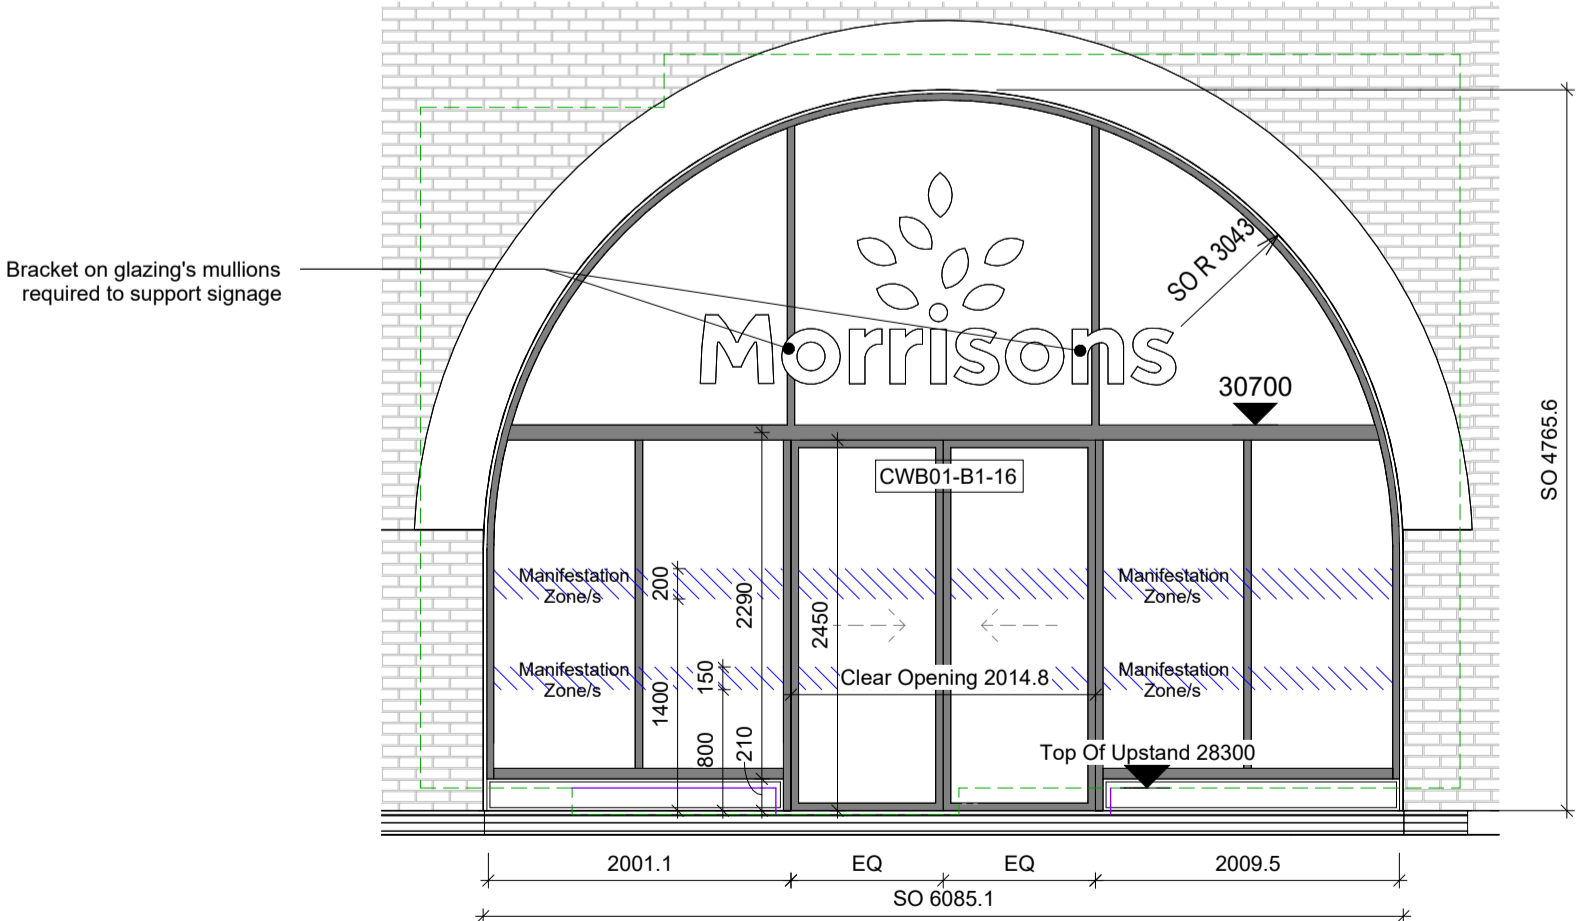 Bracket on glazing's mullions
required to support signage
Morrisons
SO R 3043
30700
SO 4765.6
CWB01-B1-16
Manifestation
Zone/s
200
2290
2450
Manifestation
Zone/s
Manifestation
Zone/s
1400
150
800
210
Clear Opening 2014.8
Manifestation
Zone/s
Top Of Upstand 28300
2001.1
EQ
EQ
2009.5
SO 6085.1